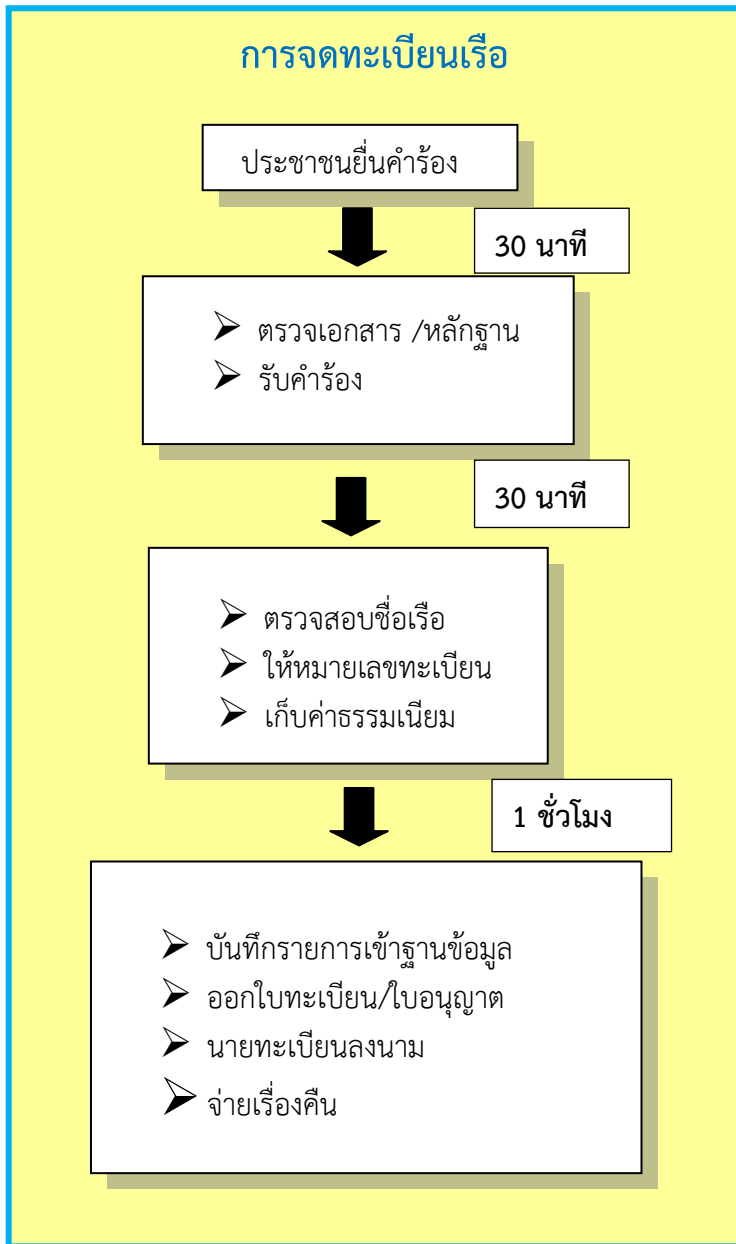 การจดทะเบียนเรือ
ประชาชนยื่นคำร้อง
30 นาที
ตรวจเอกสาร /หลักฐาน
รับคำร้อง
30 นาที
ตรวจสอบชื่อเรือ
ให้หมายเลขทะเบียน
เก็บค่าธรรมเนียม
1 ชั่วโมง
บันทึกรายการเข้าฐานข้อมูล
ออกใบทะเบียน/ใบอนุญาต
นายทะเบียนลงนาม
จ่ายเรื่องคืน